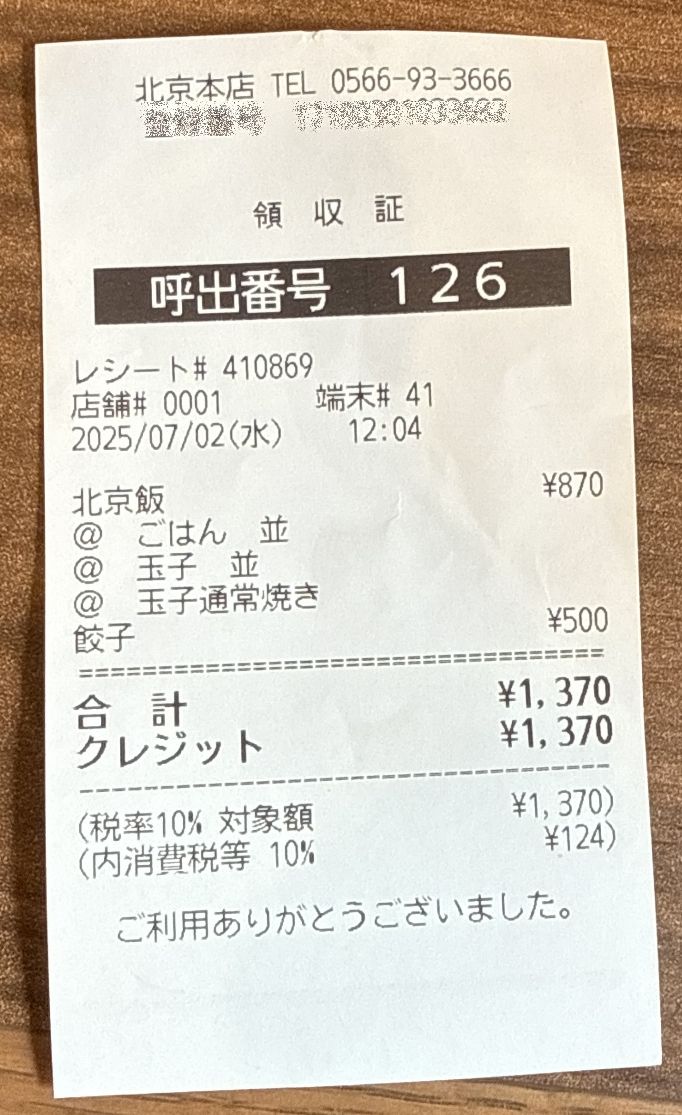 北京本店 TEL 0566-93-3666
領 収 証
呼出番号 126
レシート# 410869
店舗# 0001 端末# 41
2025/07/02(水) 12:04
北京飯 ¥870
@ ごはん 並
@ 玉子 並
@ 玉子通常焼き
餃子 ¥500
合 計 ¥1,370
クレジット ¥1,370
(税率10% 対象額 ¥1,370)
(内消費税等 10% ¥124)
ご利用ありがとうございました。